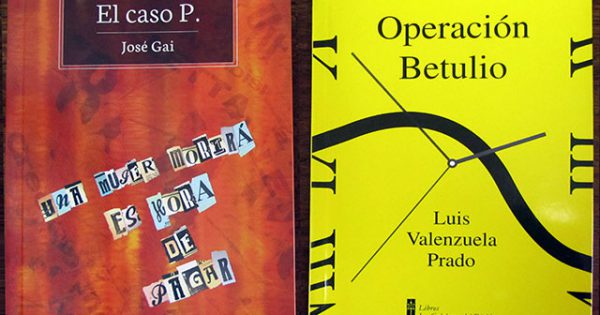 El caso P.
José Gai
UNA MUJER MORIRÁ
ES HORA
DE
PAGAR
Operación
Betulio
Luis
Valenzuela
Prado
Libros